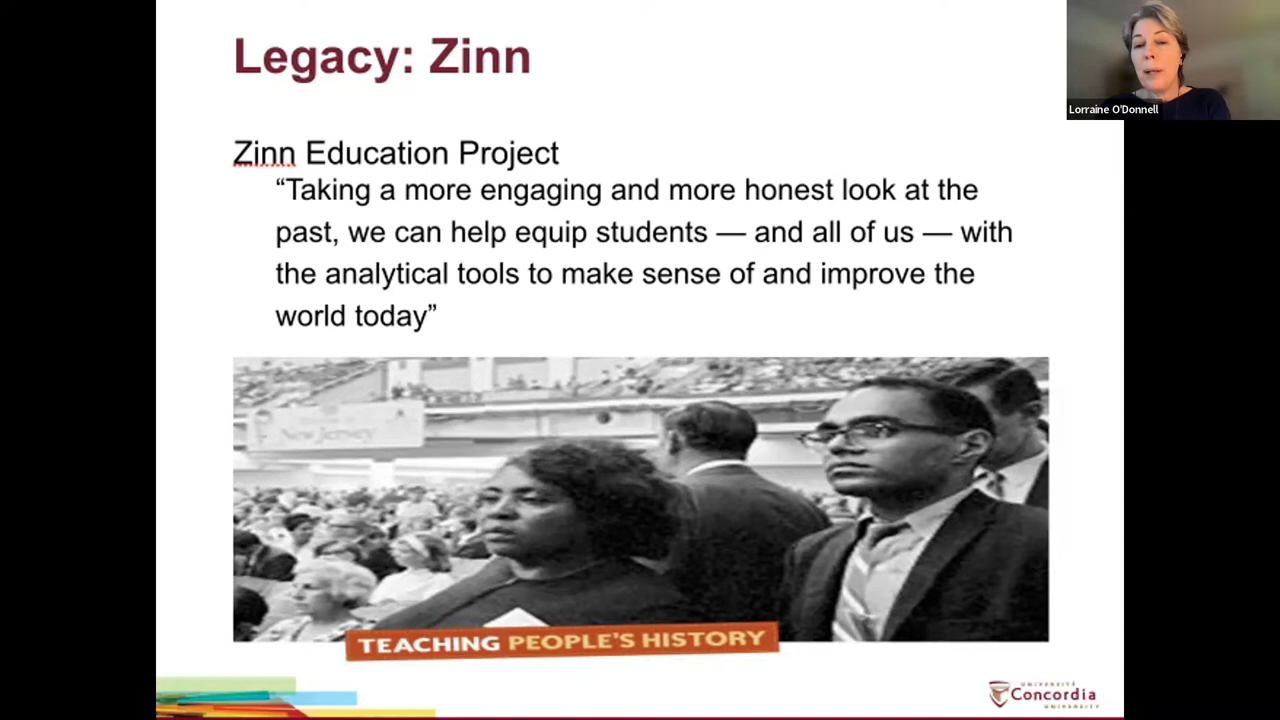 Legacy: Zinn
Lorraine O'Donnell
Zinn Education Project
“Taking a more engaging and more honest look at the
past, we can help equip students — and all of us — with
the analytical tools to make sense of and improve the
world today”
New Jersey
TEACHING PEOPLE'S HISTORY
UNIVERSITÉ
Concordia
UNIVERSITY